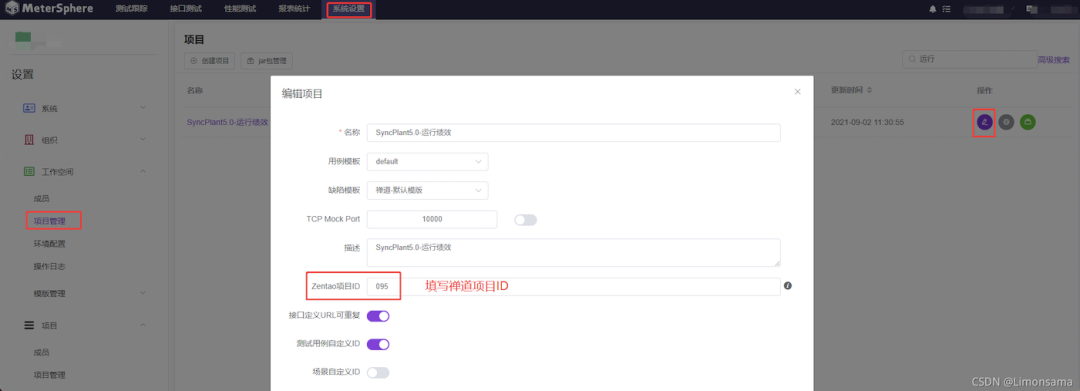 MeterSphere 测试跟踪 接口测试 性能测试 报表统计 系统设置
设置
系统
组织
工作空间
成员
项目管理
环境配置
操作日志
模版管理
项目
成员
项目管理
项目
创建项目 jar包管理
运行 高级搜索
名称 更新时间 操作
SyncPlant5.0-运行绩效 2021-09-02 11:30:55
编辑项目
* 名称 SyncPlant5.0-运行绩效
用例模板 default
缺陷模板 禅道-默认模版
TCP Mock Port 10000
描述 SyncPlant5.0-运行绩效
Zentao项目ID 095 填写禅道项目ID
接口定义URL可重复
测试用例自定义ID
场景自定义ID
CSDN @Limonsama